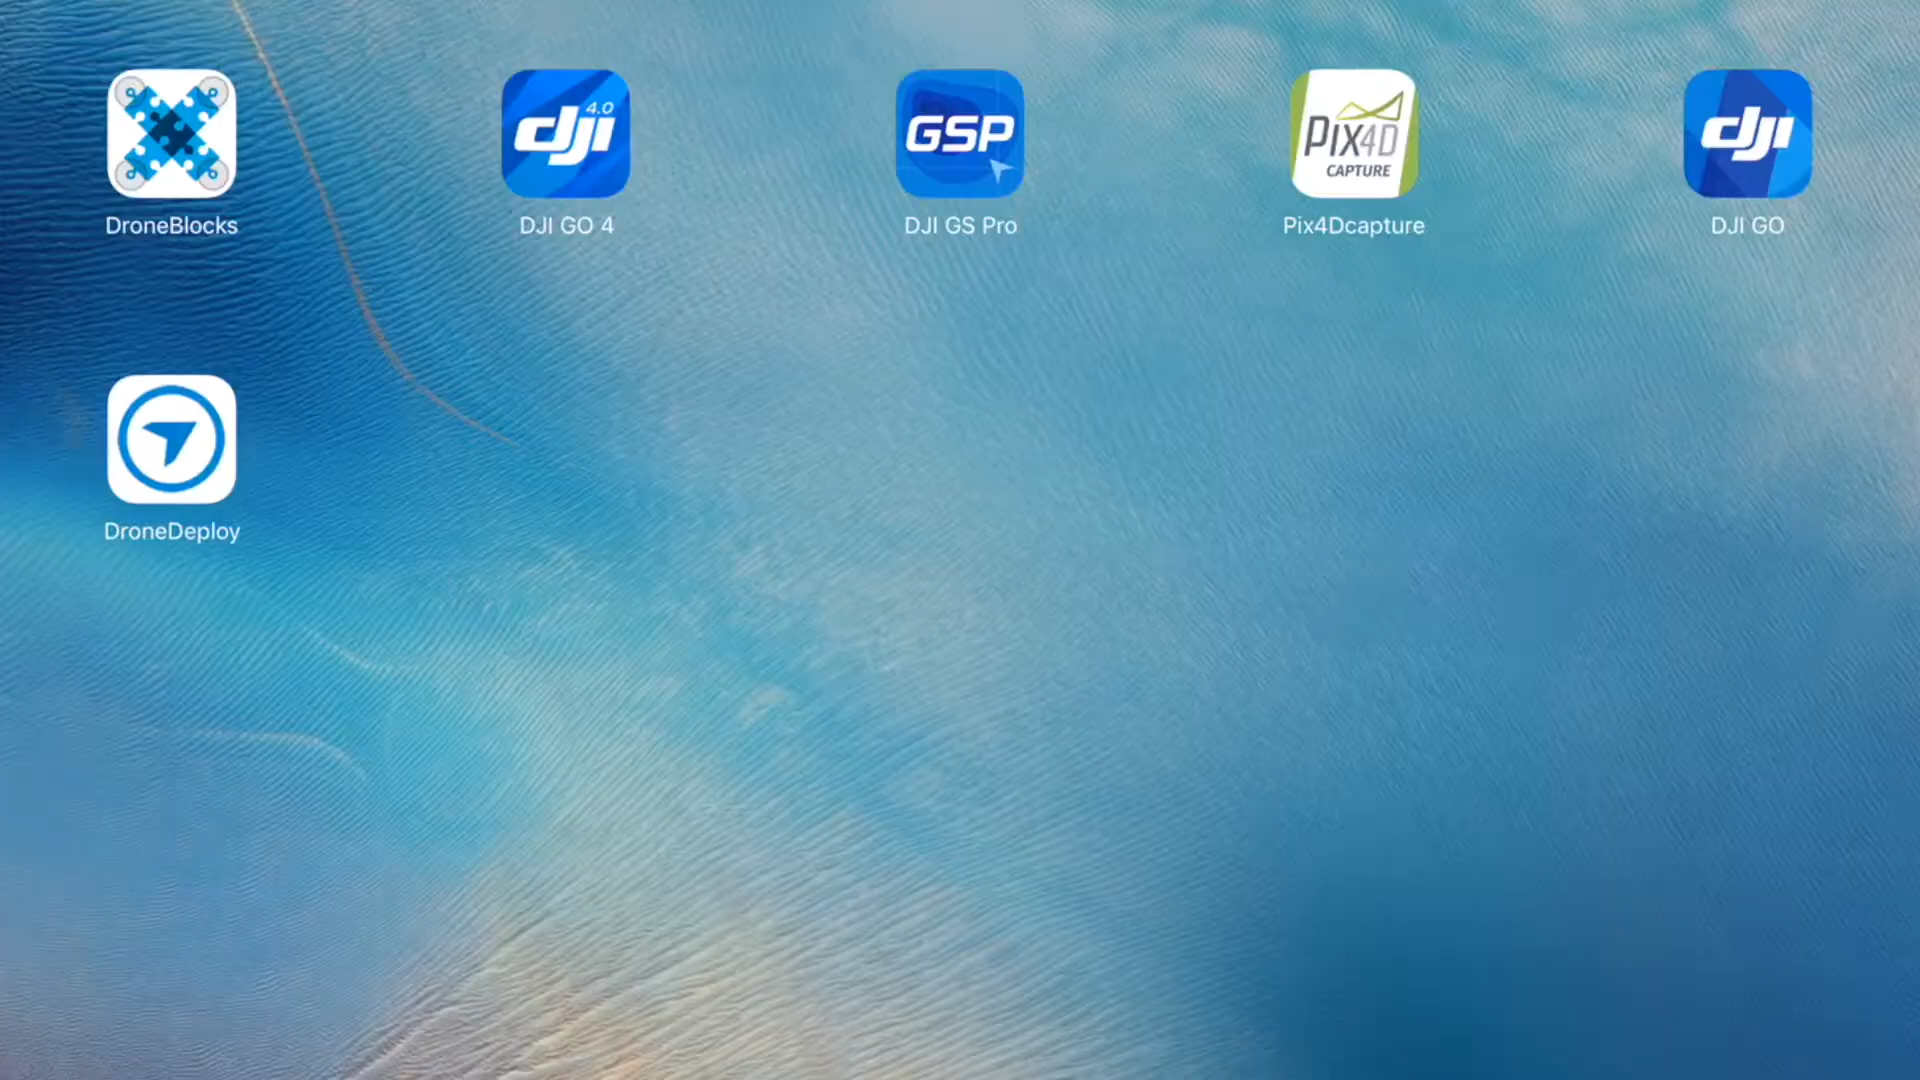 dji 4.0
GSP
PIX4D
CAPTURE
dji
DroneBlocks
DJI GO 4
DJI GS Pro
Pix4Dcapture
DJI GO
DroneDeploy